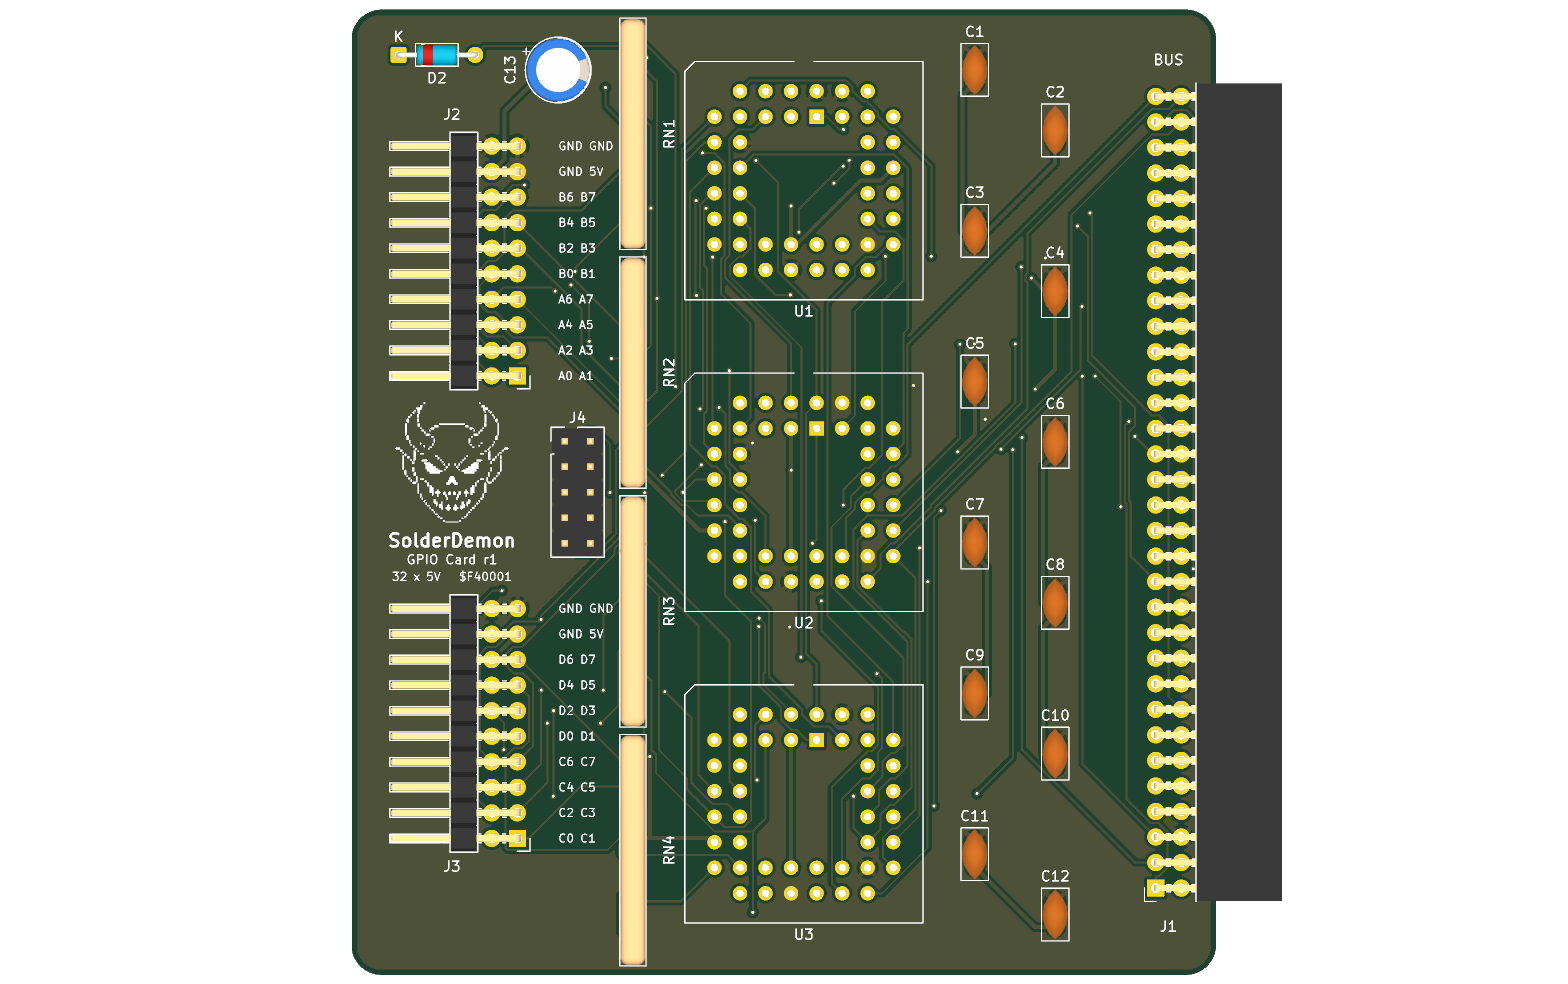 K
D2
C13
+
J2
GND GND
GND 5V
B6 B7
B4 B5
B2 B3
B0 B1
A6 A7
A4 A5
A2 A3
A0 A1
J4
SolderDemon
GPIO Card r1
32 x 5V $F40001
GND GND
GND 5V
D6 D7
D4 D5
D2 D3
D0 D1
C6 C7
C4 C5
C2 C3
C0 C1
J3
RN1
RN2
RN3
RN4
U1
U2
U3
C1
C2
C3
C4
C5
C6
C7
C8
C9
C10
C11
C12
BUS
J1